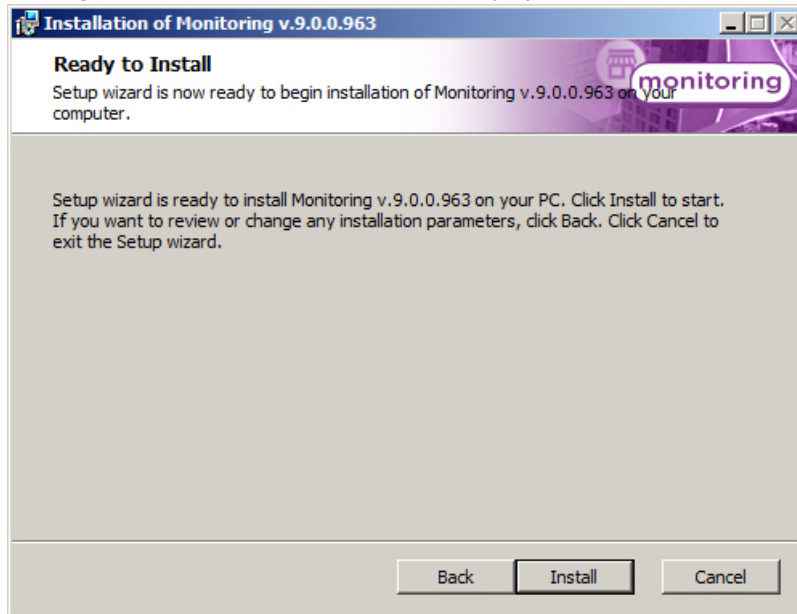 Installation of Monitoring v.9.0.0.963
Ready to Install
Setup wizard is now ready to begin installation of Monitoring v.9.0.0.963 on your
computer.
monitoring
Setup wizard is ready to install Monitoring v.9.0.0.963 on your PC. Click Install to start.
If you want to review or change any installation parameters, click Back. Click Cancel to
exit the Setup wizard.
Back Install Cancel